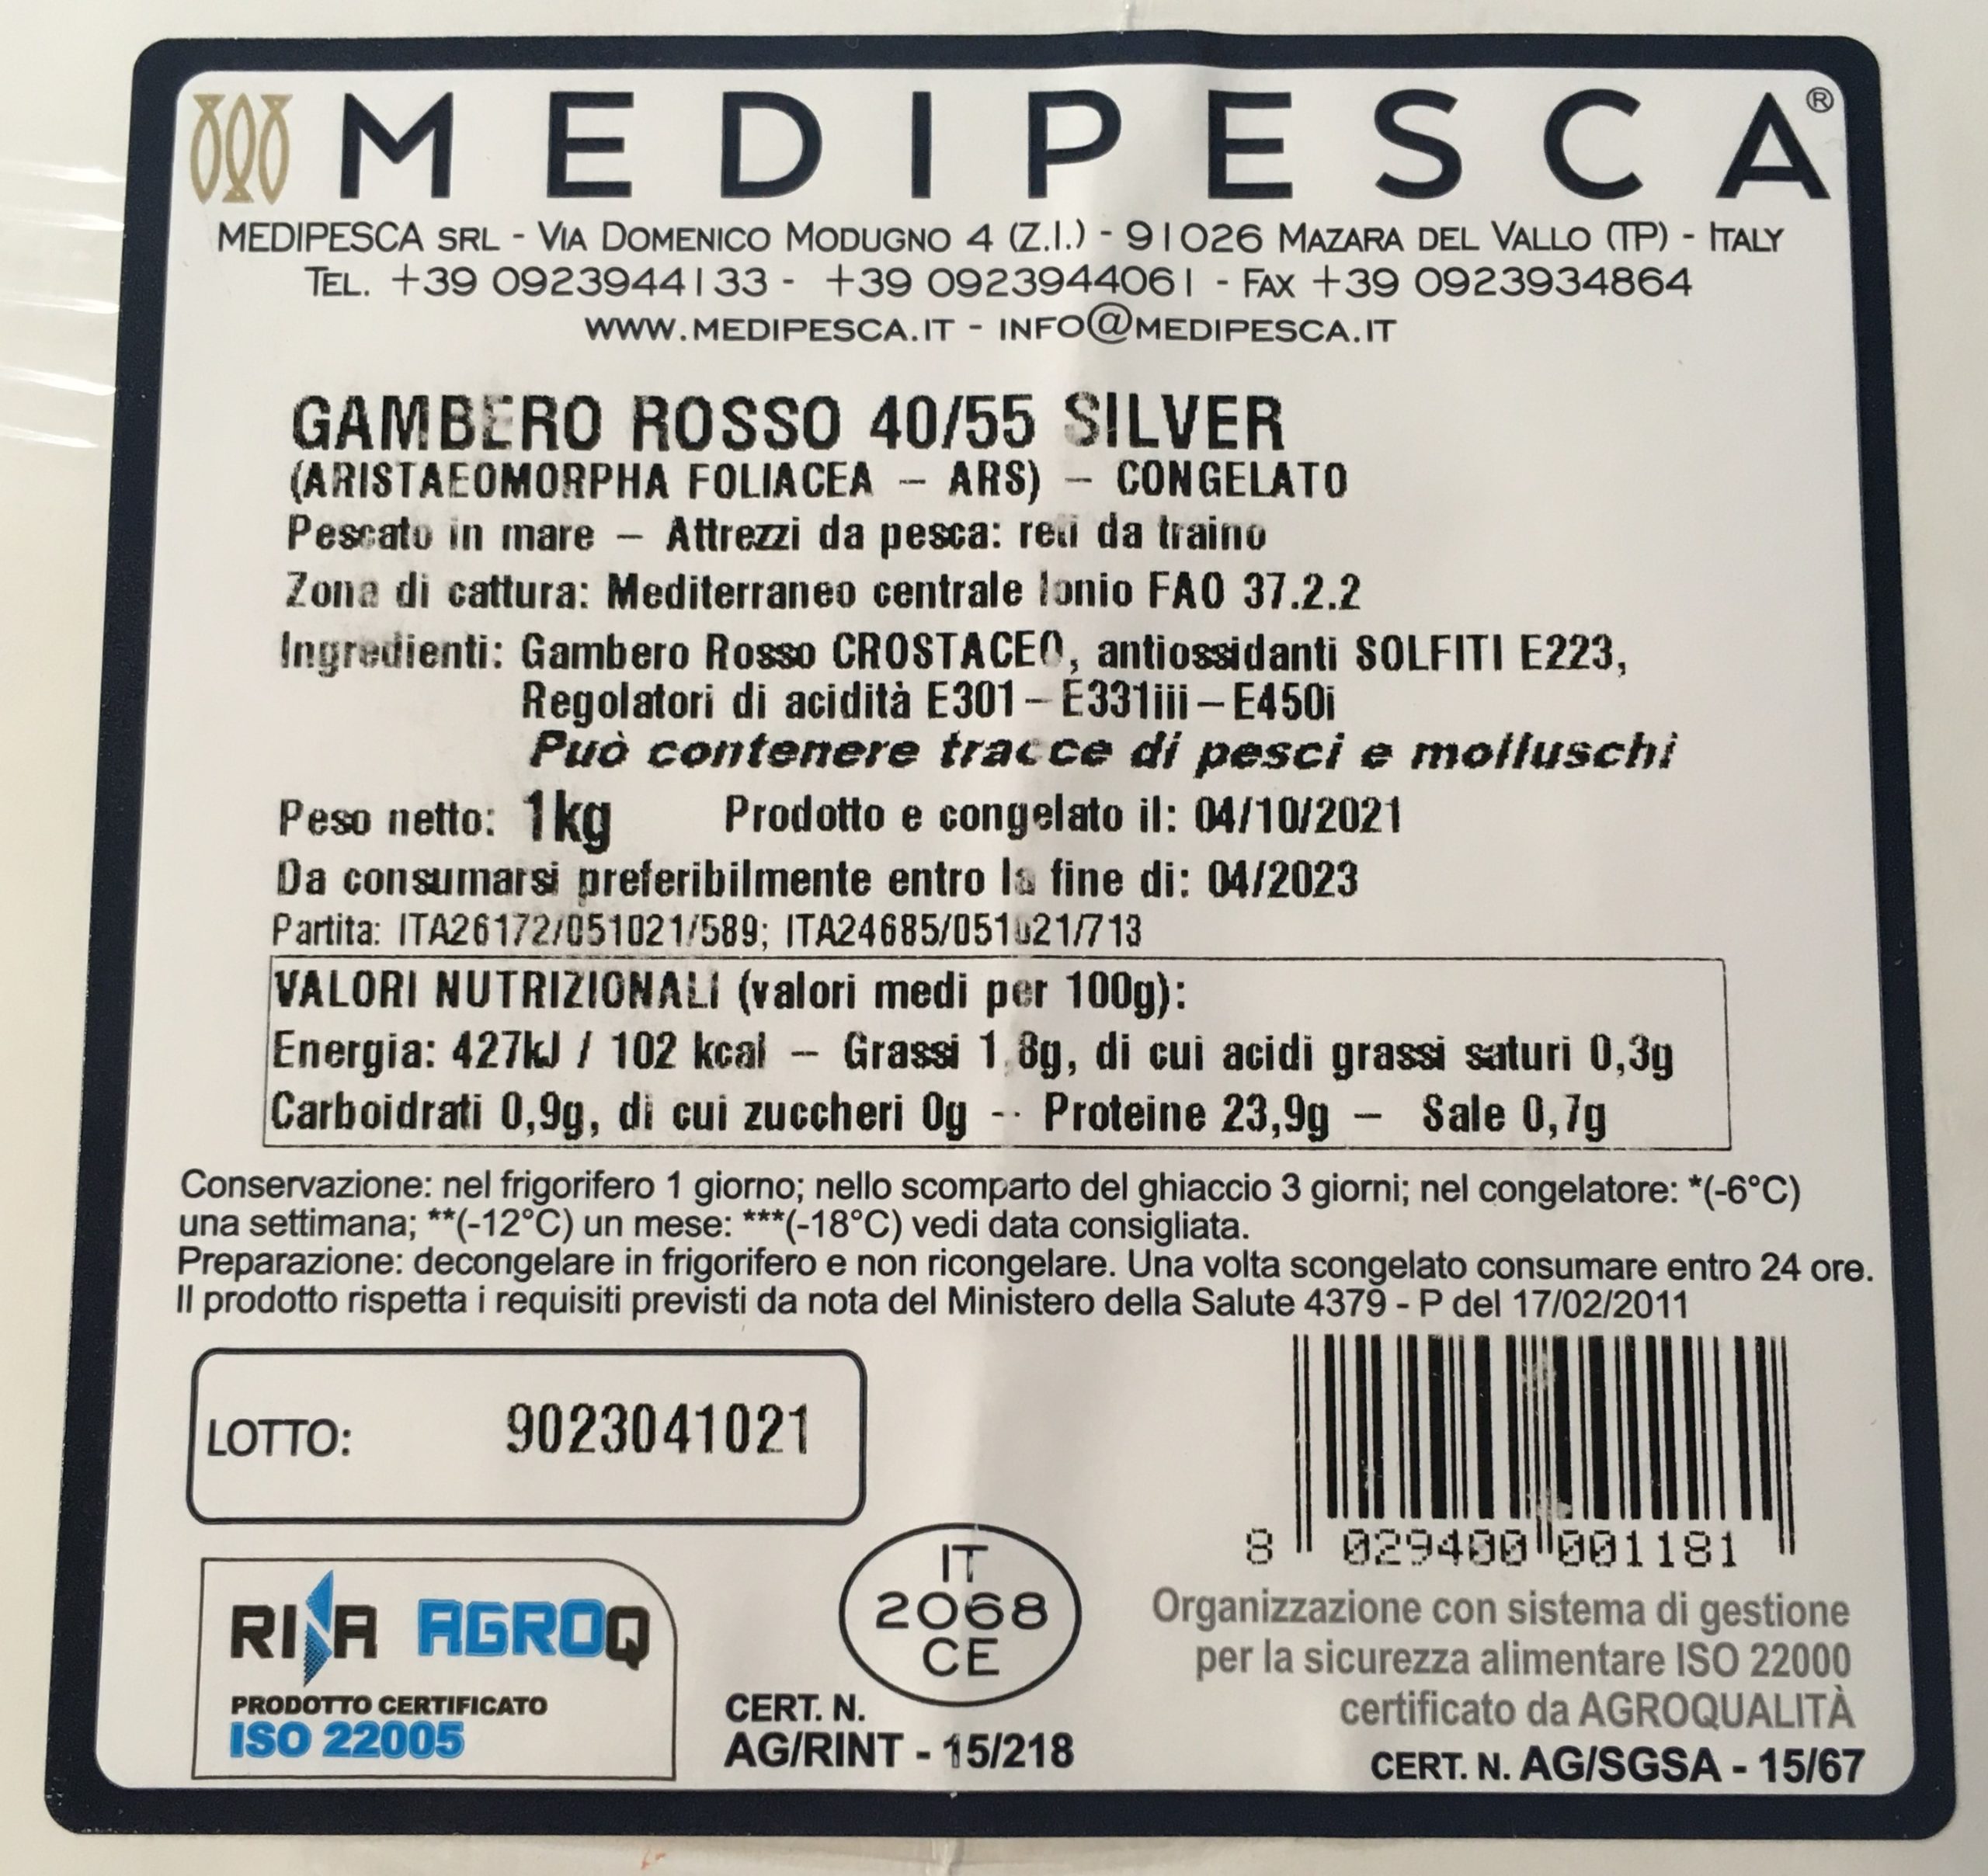 MEDIPESCA®
MEDIPESCA SRL - VIA DOMENICO MODUGNO 4 (Z.I.) - 91026 MAZARA DEL VALLO (TP) - ITALY
TEL. +39 0923944133 - +39 0923944061 - FAX +39 0923934864
WWW.MEDIPESCA.IT - INFO@MEDIPESCA.IT
GAMBERO ROSSO 40/55 SILVER
(ARISTAEOMORPHA FOLIACEA – ARS) – CONGELATO
Pescato in mare – Attrezzi da pesca: reti da traino
Zona di cattura: Mediterraneo centrale Ionio FAO 37.2.2
Ingredienti: Gambero Rosso CROSTACEO, antiossidanti SOLFITI E223,
Regolatori di acidità E301 – E331iii – E450i
Può contenere tracce di pesci e molluschi
Peso netto: 1kg Prodotto e congelato il: 04/10/2021
Da consumarsi preferibilmente entro la fine di: 04/2023
Partita: ITA26172/051021/589; ITA24685/051021/713
VALORI NUTRIZIONALI (valori medi per 100g):
Energia: 427kJ / 102 kcal – Grassi 1,8g, di cui acidi grassi saturi 0,3g
Carboidrati 0,9g, di cui zuccheri 0g – Proteine 23,9g – Sale 0,7g
Conservazione: nel frigorifero 1 giorno; nello scomparto del ghiaccio 3 giorni; nel congelatore: *(-6°C)
una settimana; **(-12°C) un mese: ***(-18°C) vedi data consigliata.
Preparazione: decongelare in frigorifero e non ricongelare. Una volta scongelato consumare entro 24 ore.
Il prodotto rispetta i requisiti previsti da nota del Ministero della Salute 4379 - P del 17/02/2011
LOTTO: 9023041021
8 029400 001181
RINA AGROQ
PRODOTTO CERTIFICATO
ISO 22005
IT
2068
CE
CERT. N.
AG/RINT - 15/218
Organizzazione con sistema di gestione
per la sicurezza alimentare ISO 22000
certificato da AGROQUALITÀ
CERT. N. AG/SGSA - 15/67